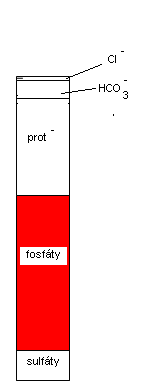 Cl -
HCO3 -
prot -
fosfáty
sulfáty